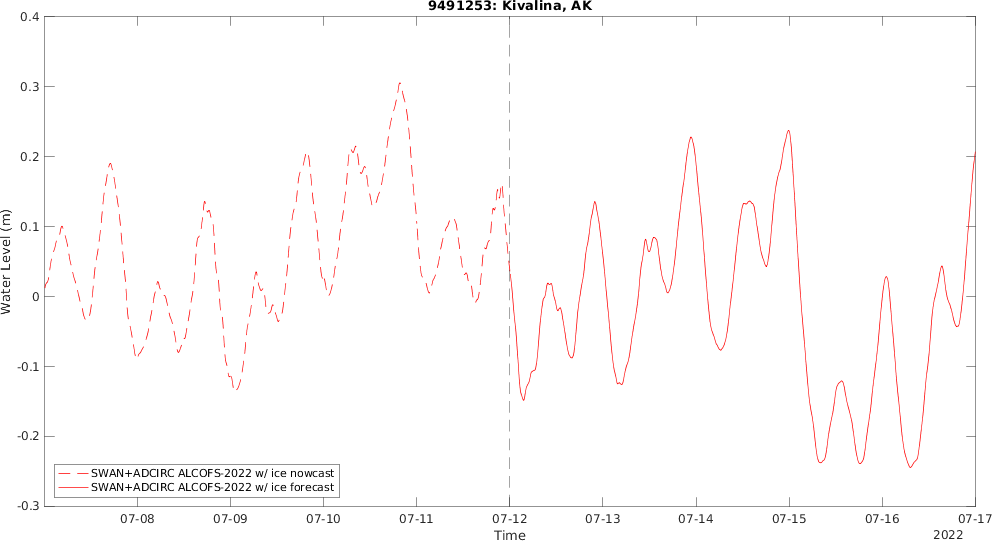 9491253: Kivalina, AK
0.4
0.3
0.2
0.1
0
-0.1
-0.2
-0.3
Water Level (m)
SWAN+ADCIRC ALCOFS-2022 w/ ice nowcast
SWAN+ADCIRC ALCOFS-2022 w/ ice forecast
07-08 07-09 07-10 07-11 07-12 07-13 07-14 07-15 07-16 07-17
Time
2022